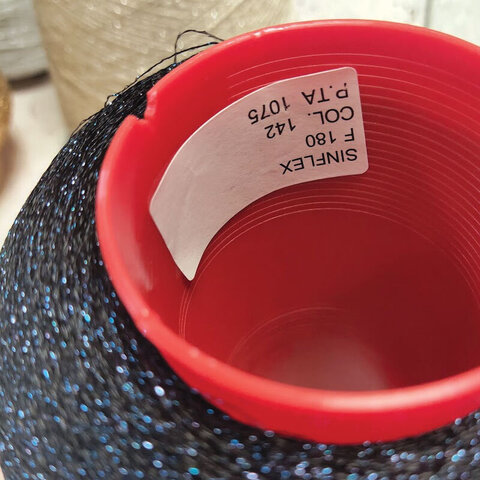 SINFLEX
F 180
COL. 142
P.TA 1075